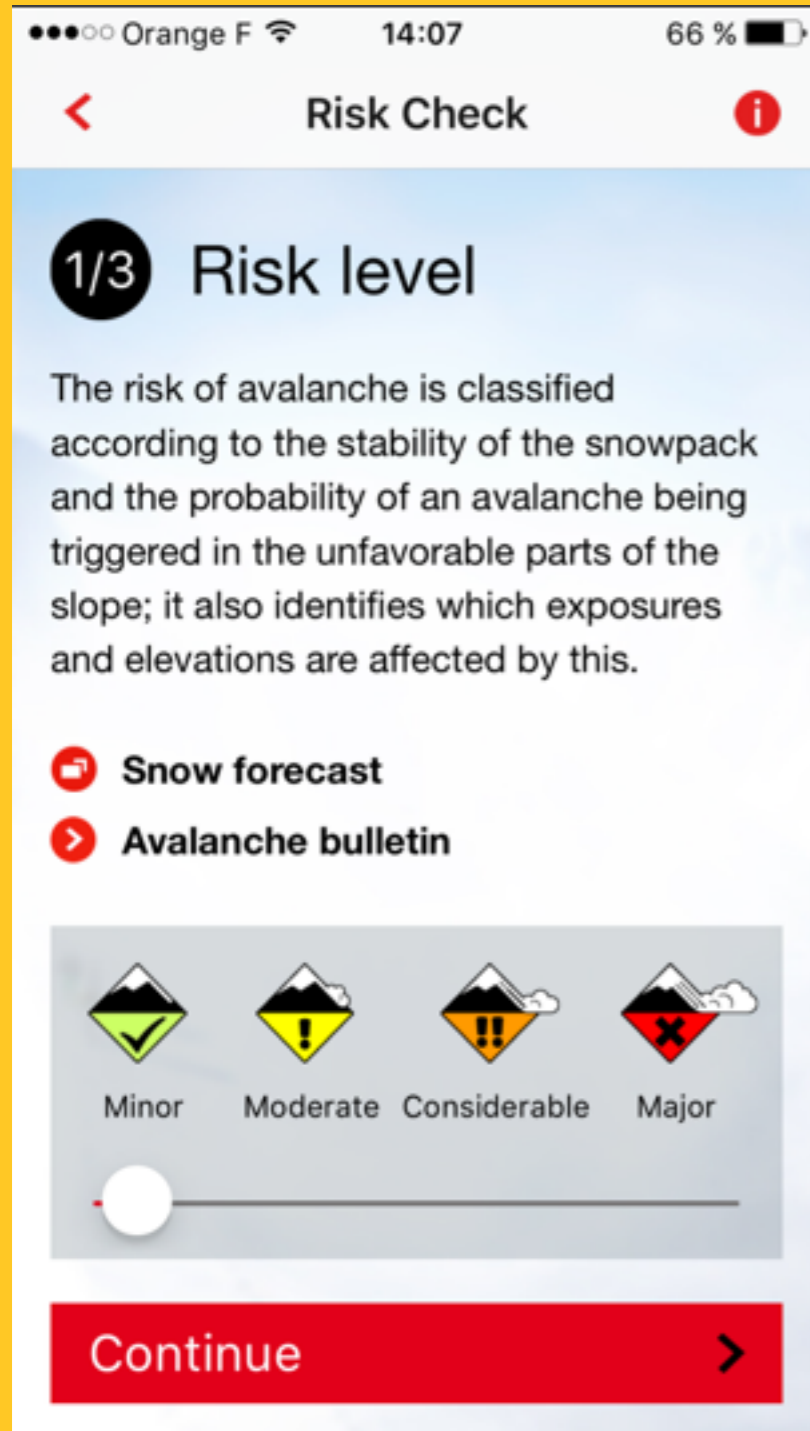 Orange F 14:07 66 %
Risk Check
1/3 Risk level
The risk of avalanche is classified
according to the stability of the snowpack
and the probability of an avalanche being
triggered in the unfavorable parts of the
slope; it also identifies which exposures
and elevations are affected by this.
Snow forecast
Avalanche bulletin
Minor Moderate Considerable Major
Continue